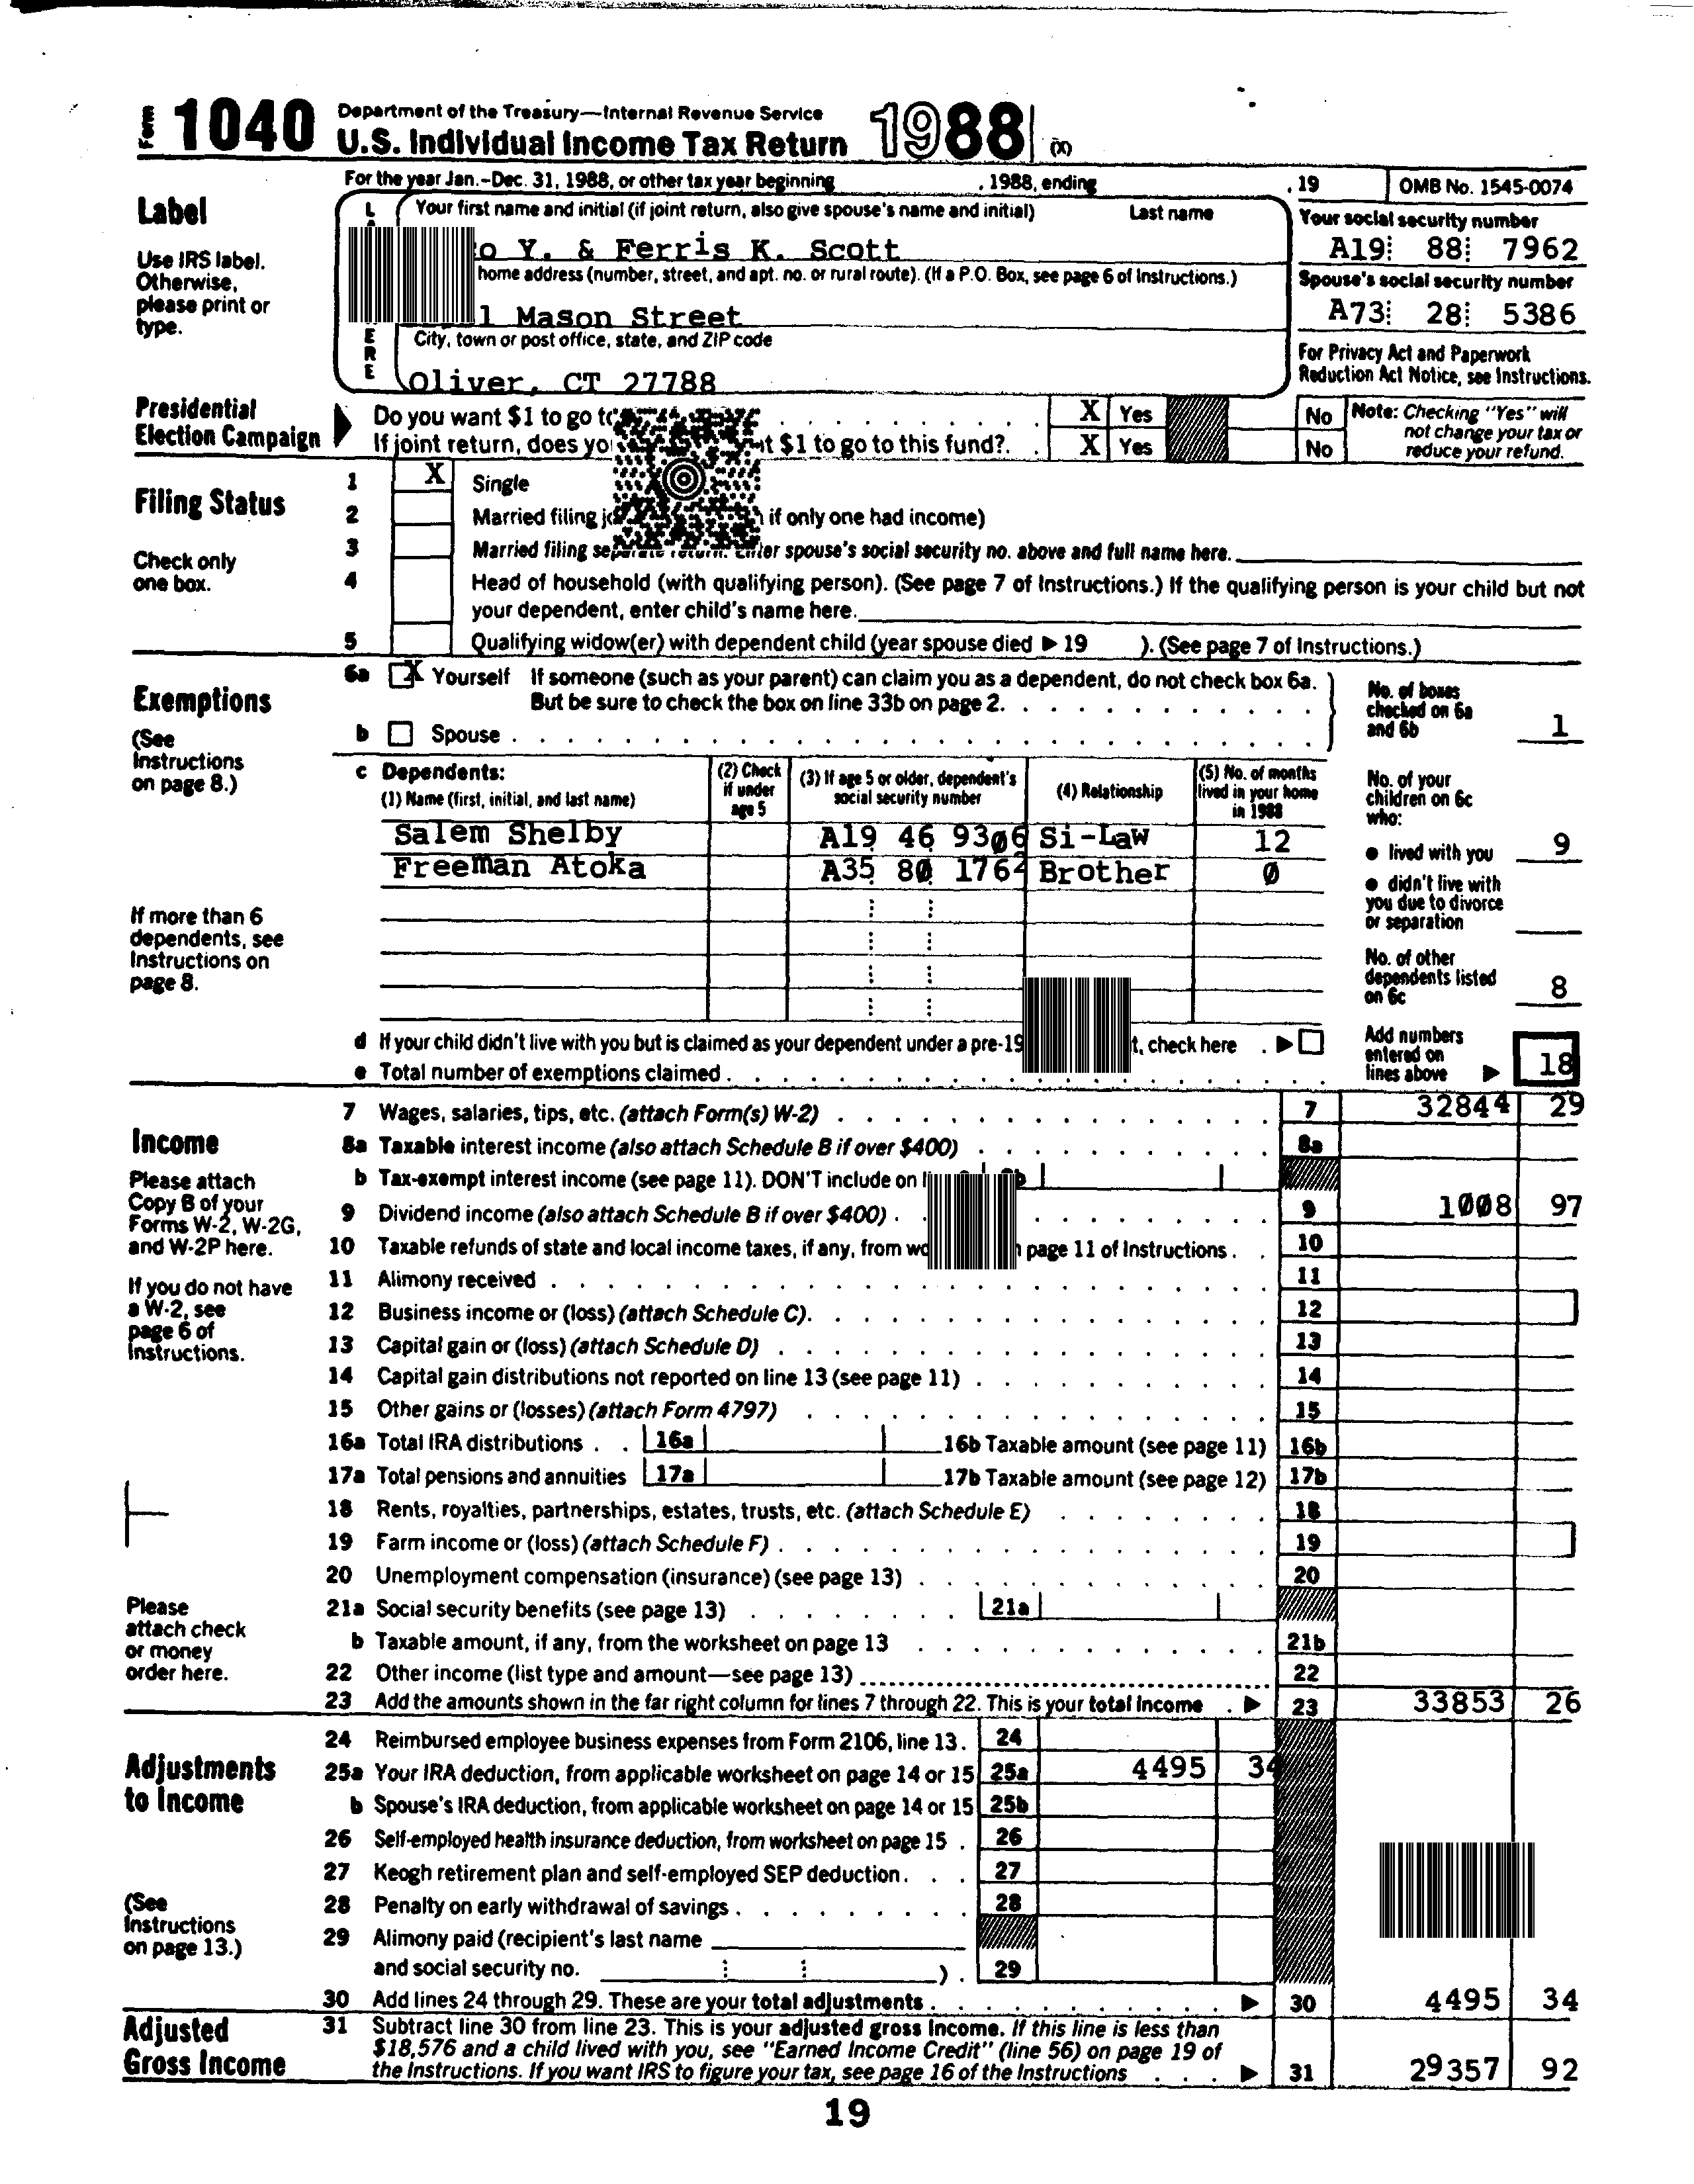 Form 1040 Department of the Treasury—Internal Revenue Service
U.S. Individual Income Tax Return 1988 (X)
For the year Jan.-Dec. 31, 1988, or other tax year beginning , 1988, ending , 19 OMB No. 1545-0074
Label
Use IRS label. Otherwise, please print or type.
L
E
R
E
Your first name and initial (if joint return, also give spouse's name and initial) Last name
Y. & Ferris K. Scott
Your social security number
A19 88 7962
home address (number, street, and apt. no. or rural route). (If a P.O. Box, see page 6 of Instructions.)
Mason Street
Spouse's social security number
A73 28 5386
City, town or post office, state, and ZIP code
Oliver, CT 27788
For Privacy Act and Paperwork Reduction Act Notice, see Instructions.
Presidential Election Campaign
Do you want $1 to go X Yes No
If joint return, does $1 to go to this fund? X Yes No
Note: Checking "Yes" will not change your tax or reduce your refund.
Filing Status
Check only one box.
1 X Single
2 Married filing if only one had income)
3 Married filing separate return. Enter spouse's social security no. above and full name here.
4 Head of household (with qualifying person). (See page 7 of Instructions.) If the qualifying person is your child but not
your dependent, enter child's name here.
5 Qualifying widow(er) with dependent child (year spouse died ▶ 19 ). (See page 7 of Instructions.)
Exemptions
(See Instructions on page 8.)
6a X Yourself If someone (such as your parent) can claim you as a dependent, do not check box 6a.
But be sure to check the box on line 33b on page 2.
b Spouse
No. of boxes checked on 6a and 6b 1
c Dependents:
(1) Name (first, initial, and last name)
(2) Check if under age 5
(3) If age 5 or older, dependent's social security number
(4) Relationship
(5) No. of months lived in your home in 1988
Salem Shelby A19 46 9306 Si-Law 12
Freeman Atoka A35 80 1764 Brother 0
No. of your children on 6c who:
● lived with you 9
● didn't live with you due to divorce or separation
No. of other dependents listed on 6c 8
If more than 6 dependents, see Instructions on page 8.
d If your child didn't live with you but is claimed as your dependent under a check here ▶
e Total number of exemptions claimed
Add numbers entered on lines above ▶ 18
Income
Please attach Copy B of your Forms W-2, W-2G, and W-2P here.
If you do not have a W-2, see page 6 of Instructions.
Please attach check or money order here.
7 Wages, salaries, tips, etc. (attach Form(s) W-2) 7 32844 29
8a Taxable interest income (also attach Schedule B if over $400) 8a
b Tax-exempt interest income (see page 11). DON'T include on
9 Dividend income (also attach Schedule B if over $400) 9 1008 97
10 Taxable refunds of state and local income taxes, if any, from page 11 of Instructions 10
11 Alimony received 11
12 Business income or (loss) (attach Schedule C) 12
13 Capital gain or (loss) (attach Schedule D) 13
14 Capital gain distributions not reported on line 13 (see page 11) 14
15 Other gains or (losses) (attach Form 4797) 15
16a Total IRA distributions 16a 16b Taxable amount (see page 11) 16b
17a Total pensions and annuities 17a 17b Taxable amount (see page 12) 17b
18 Rents, royalties, partnerships, estates, trusts, etc. (attach Schedule E) 18
19 Farm income or (loss) (attach Schedule F) 19
20 Unemployment compensation (insurance) (see page 13) 20
21a Social security benefits (see page 13) 21a
b Taxable amount, if any, from the worksheet on page 13 21b
22 Other income (list type and amount—see page 13) 22
23 Add the amounts shown in the far right column for lines 7 through 22. This is your total income ▶ 23 33853 26
Adjustments to Income
(See Instructions on page 13.)
24 Reimbursed employee business expenses from Form 2106, line 13. 24
25a Your IRA deduction, from applicable worksheet on page 14 or 15 25a 4495 34
b Spouse's IRA deduction, from applicable worksheet on page 14 or 15 25b
26 Self-employed health insurance deduction, from worksheet on page 15 26
27 Keogh retirement plan and self-employed SEP deduction 27
28 Penalty on early withdrawal of savings 28
29 Alimony paid (recipient's last name
and social security no. ) 29
30 Add lines 24 through 29. These are your total adjustments ▶ 30 4495 34
Adjusted Gross Income
31 Subtract line 30 from line 23. This is your adjusted gross income. If this line is less than
$18,576 and a child lived with you, see "Earned Income Credit" (line 56) on page 19 of
the Instructions. If you want IRS to figure your tax, see page 16 of the Instructions ▶ 31 29357 92
19